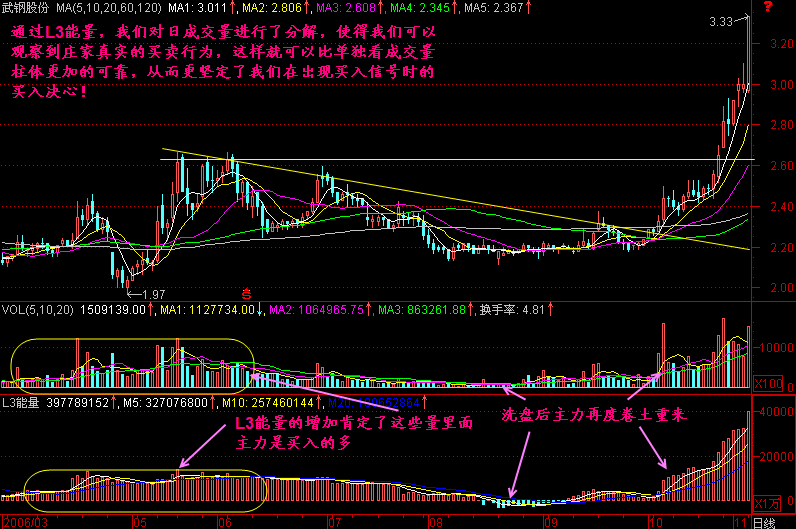 武钢股份 MA(5,10,20,60,120) MA1: 3.011↑, MA2: 2.806↑, MA3: 2.608↑, MA4: 2.345↑, MA5: 2.367↑ ?
3.33
通过L3能量，我们对日成交量进行了分解，使得我们可以
观察到庄家真实的买卖行为，这样就可以比单独看成交量
柱体更加的可靠，从而更坚定了我们在出现买入信号时的
买入决心！
3.20
3.00
2.80
2.60
2.40
2.20
2.00
1.97
VOL(5,10,20) 1509139.00↑, MA1: 1127734.00↓, MA2: 1064965.75↑, MA3: 863261.88↑, 换手率: 4.81↑
10000
X100
L3能量 397789152↑, M5: 327076800↑, M10: 257460144↑,
40000
L3能量的增加肯定了这些量里面
主力是买入的多
洗盘后主力再度卷土重来
20000
0
X1万
2006/03 05 06 07 08 09 10 11 日线